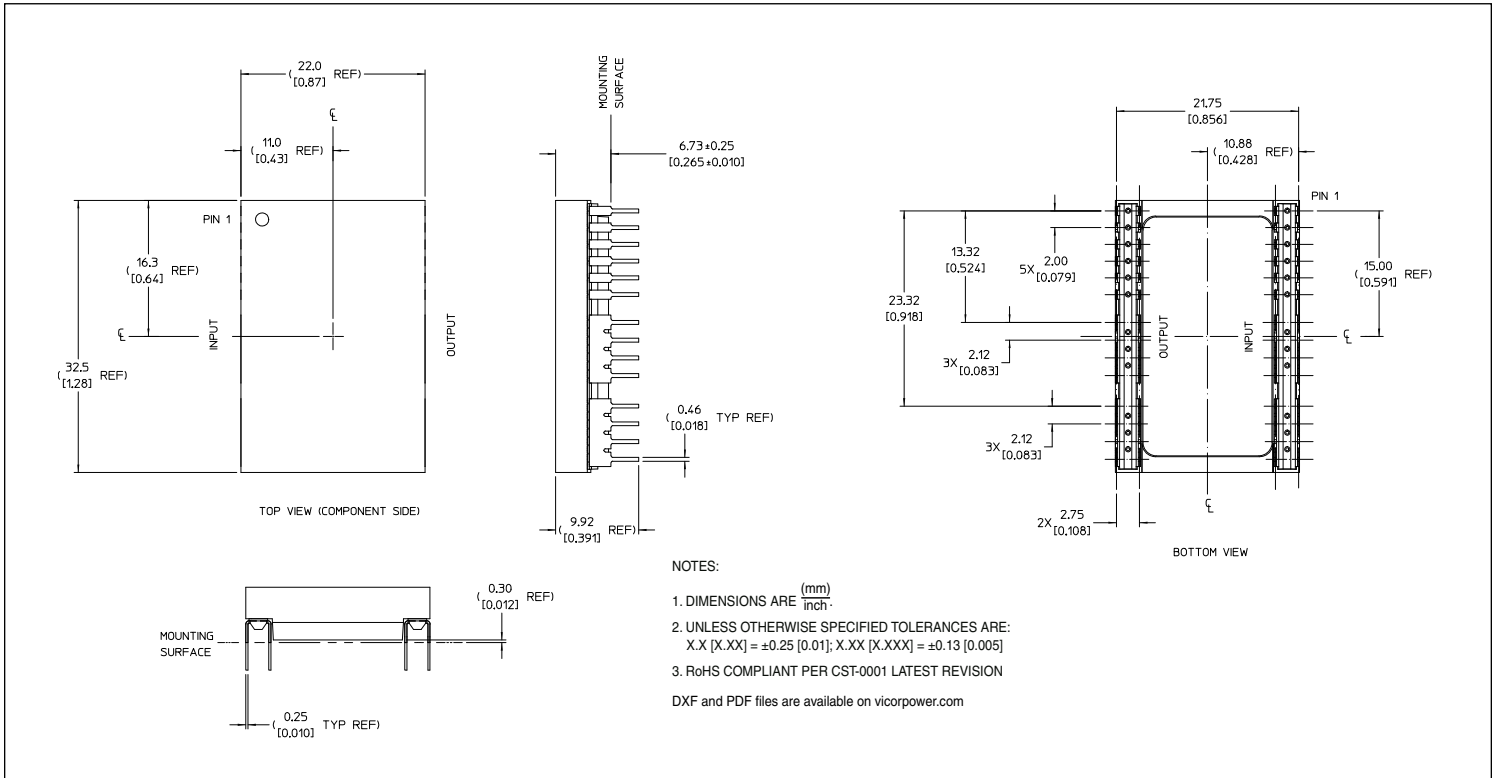 22.0
( [0.87] REF)
℄
11.0
( [0.43] REF)
PIN 1
16.3
( [0.64] REF)
℄
INPUT
OUTPUT
32.5
( [1.28] REF)
TOP VIEW (COMPONENT SIDE)
MOUNTING
SURFACE
6.73±0.25
[0.265±0.010]
0.46
( [0.018] TYP REF)
9.92
( [0.391] REF)
21.75
[0.856]
10.88
( [0.428] REF)
PIN 1
13.32
[0.524]
5X 2.00
[0.079]
15.00
( [0.591] REF)
23.32
[0.918]
OUTPUT
INPUT
℄
3X 2.12
[0.083]
3X 2.12
[0.083]
℄
2X 2.75
[0.108]
BOTTOM VIEW
0.30
( [0.012] REF)
MOUNTING
SURFACE
0.25
( [0.010] TYP REF)
NOTES:
1. DIMENSIONS ARE (mm)
inch.
2. UNLESS OTHERWISE SPECIFIED TOLERANCES ARE:
X.X [X.XX] = ±0.25 [0.01]; X.XX [X.XXX] = ±0.13 [0.005]
3. RoHS COMPLIANT PER CST-0001 LATEST REVISION
DXF and PDF files are available on vicorpower.com